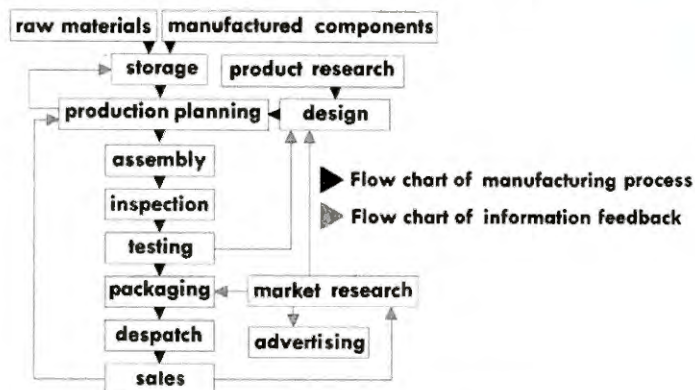 raw materials
manufactured components
storage
product research
production planning
design
assembly
inspection
testing
packaging
despatch
sales
market research
advertising
Flow chart of manufacturing process
Flow chart of information feedback